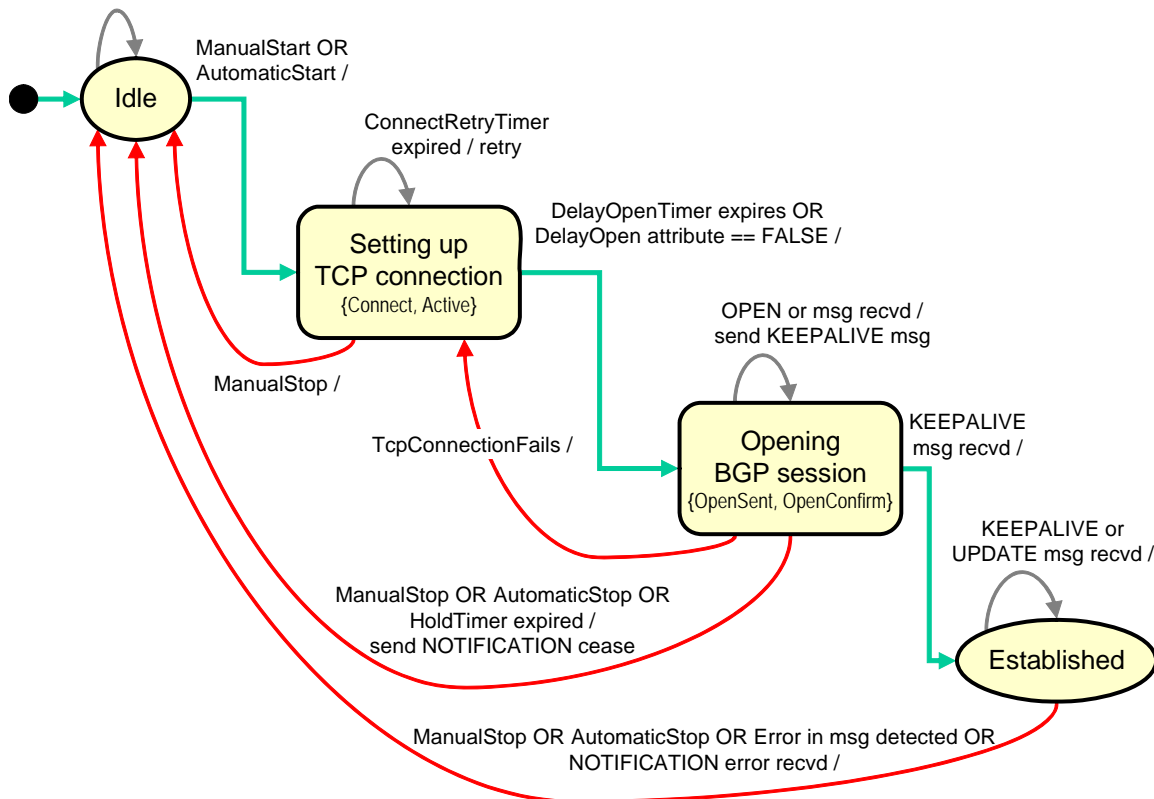 ManualStart OR
AutomaticStart /
Idle
ConnectRetryTimer
expired / retry
DelayOpenTimer expires OR
DelayOpen attribute == FALSE /
Setting up
TCP connection
{Connect, Active}
OPEN or msg recvd /
send KEEPALIVE msg
ManualStop /
TcpConnectionFails /
KEEPALIVE
msg recvd /
Opening
BGP session
{OpenSent, OpenConfirm}
KEEPALIVE or
UPDATE msg recvd /
ManualStop OR AutomaticStop OR
HoldTimer expired /
send NOTIFICATION cease
Established
ManualStop OR AutomaticStop OR Error in msg detected OR
NOTIFICATION error recvd /